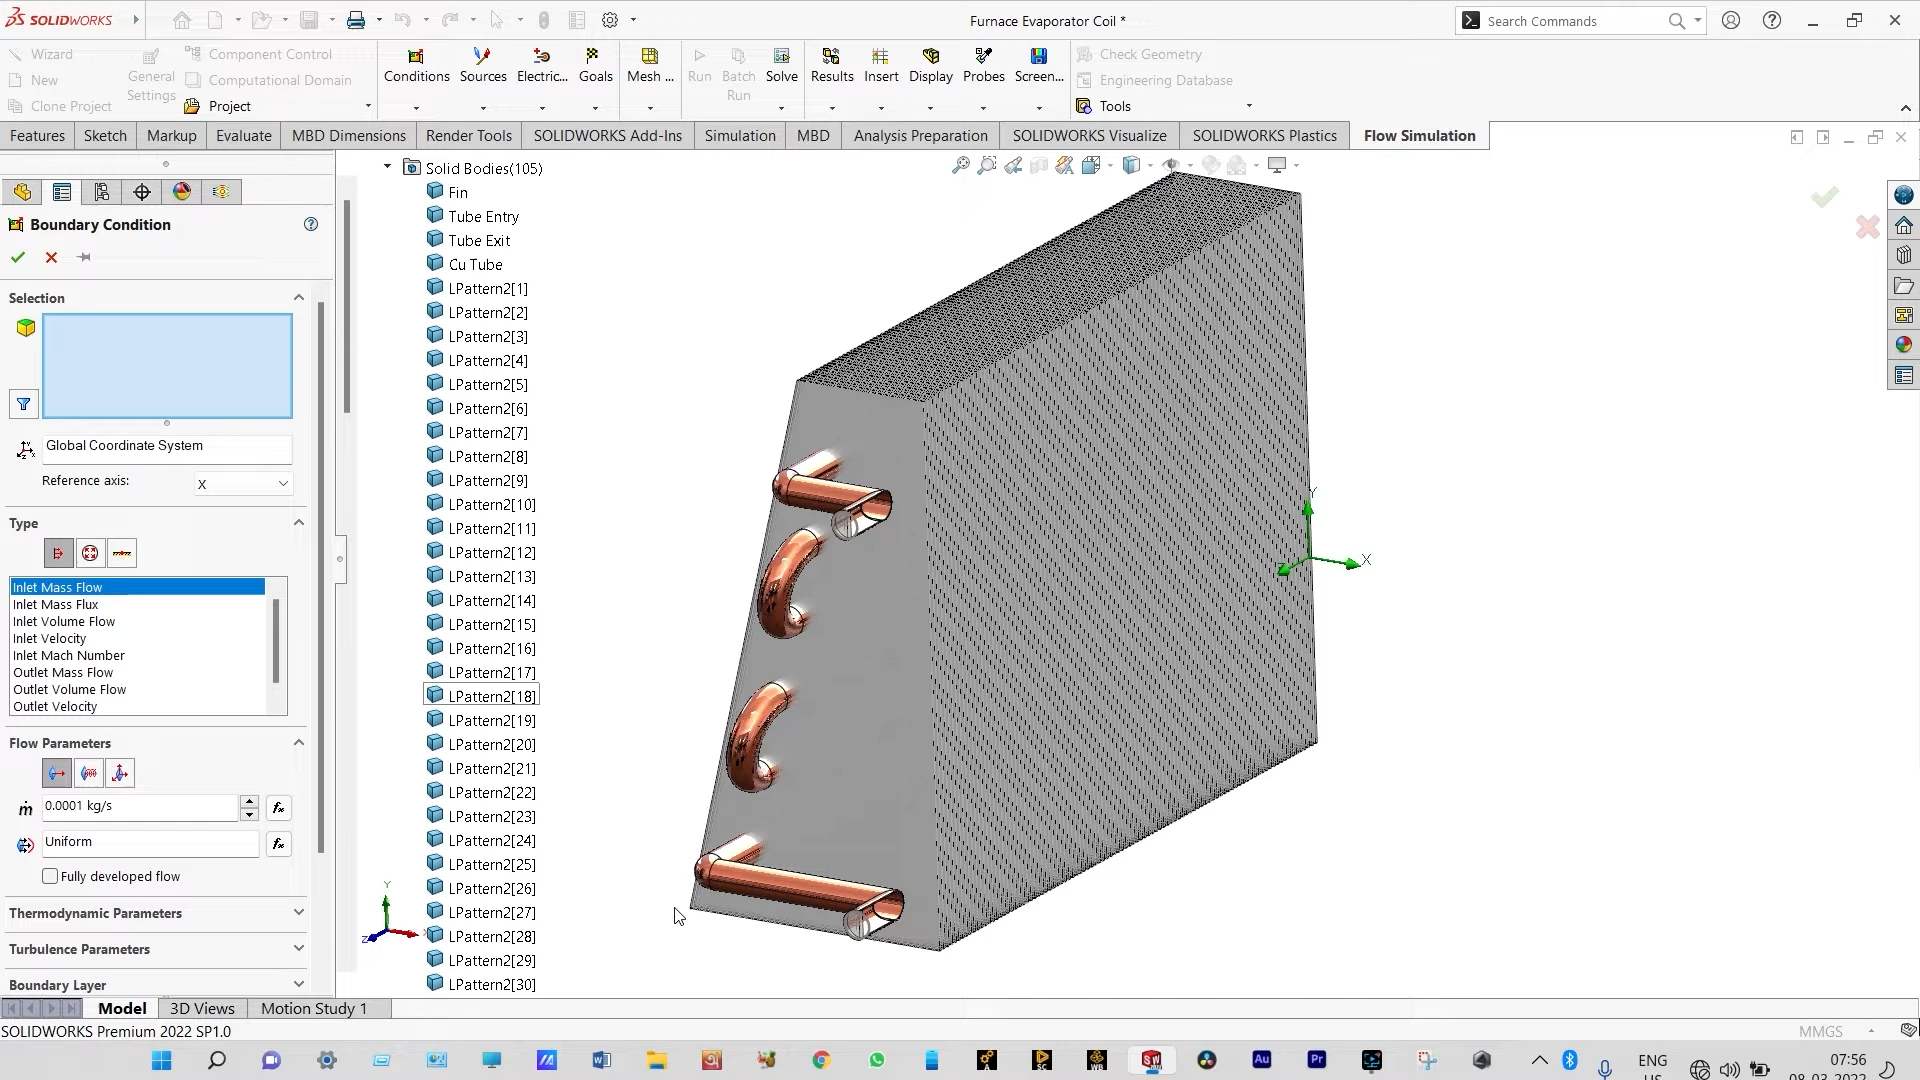 SOLIDWORKS
Furnace Evaporator Coil *
Search Commands
Wizard
New
Clone Project
General Settings
Component Control
Computational Domain
Project
Conditions
Sources
Electric...
Goals
Mesh ...
Run
Batch Run
Solve
Results
Insert
Display
Probes
Screen...
Check Geometry
Engineering Database
Tools
Features
Sketch
Markup
Evaluate
MBD Dimensions
Render Tools
SOLIDWORKS Add-Ins
Simulation
MBD
Analysis Preparation
SOLIDWORKS Visualize
SOLIDWORKS Plastics
Flow Simulation
Boundary Condition
Selection
Global Coordinate System
Reference axis:
X
Type
Inlet Mass Flow
Inlet Mass Flux
Inlet Volume Flow
Inlet Velocity
Inlet Mach Number
Outlet Mass Flow
Outlet Volume Flow
Outlet Velocity
Flow Parameters
ṁ
0.0001 kg/s
fx
Uniform
fx
Fully developed flow
Thermodynamic Parameters
Turbulence Parameters
Boundary Layer
Solid Bodies(105)
Fin
Tube Entry
Tube Exit
Cu Tube
LPattern2[1]
LPattern2[2]
LPattern2[3]
LPattern2[4]
LPattern2[5]
LPattern2[6]
LPattern2[7]
LPattern2[8]
LPattern2[9]
LPattern2[10]
LPattern2[11]
LPattern2[12]
LPattern2[13]
LPattern2[14]
LPattern2[15]
LPattern2[16]
LPattern2[17]
LPattern2[18]
LPattern2[19]
LPattern2[20]
LPattern2[21]
LPattern2[22]
LPattern2[23]
LPattern2[24]
LPattern2[25]
LPattern2[26]
LPattern2[27]
LPattern2[28]
LPattern2[29]
LPattern2[30]
Y
X
Z
Y
Z
Model
3D Views
Motion Study 1
SOLIDWORKS Premium 2022 SP1.0
MMGS
ENG
07:56
08-03-2022